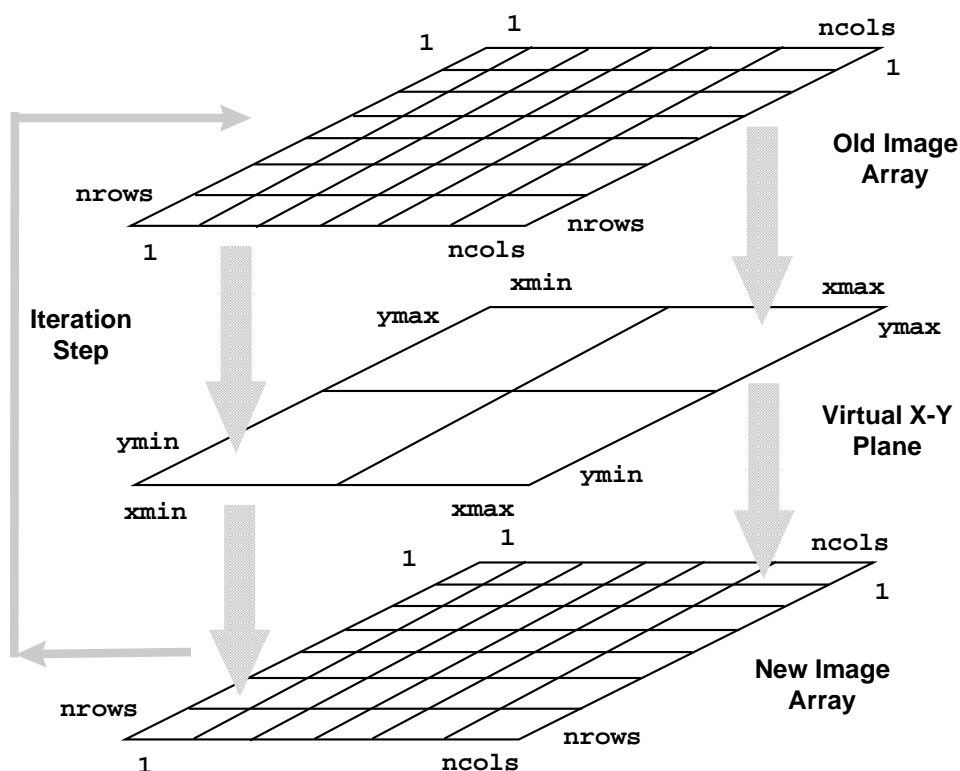 1
ncols
1
1
Old Image
Array
nrows
nrows
1
ncols
xmin
xmax
ymax
ymax
Iteration
Step
Virtual X-Y
Plane
ymin
ymin
xmin
xmax
1
ncols
1
1
New Image
Array
nrows
nrows
1
ncols